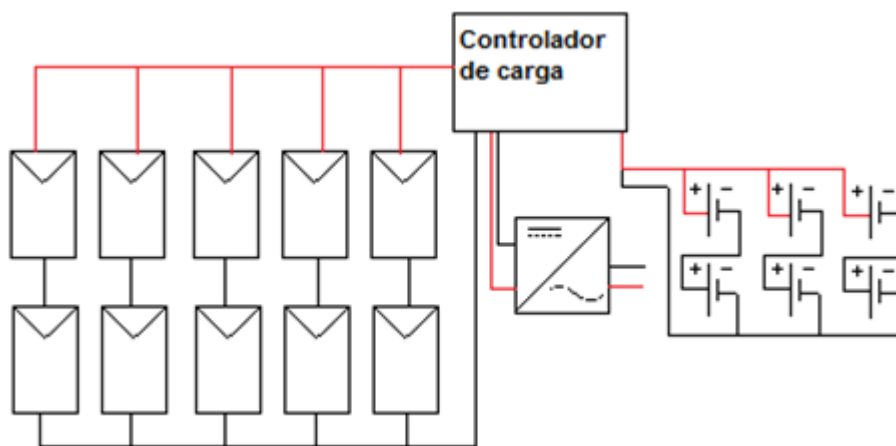 Controlador
de carga
+ - + - + -
+ - + - + -